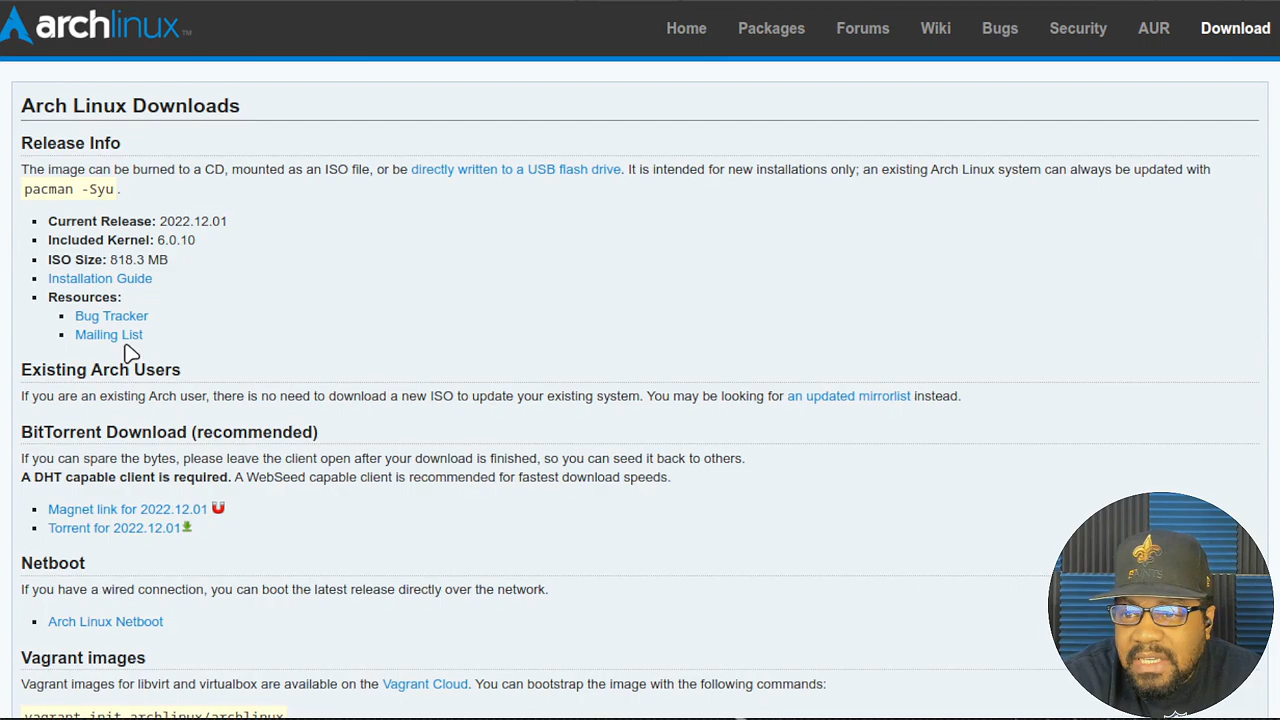 archlinux™
Home Packages Forums Wiki Bugs Security AUR Download
Arch Linux Downloads
Release Info
The image can be burned to a CD, mounted as an ISO file, or be directly written to a USB flash drive. It is intended for new installations only; an existing Arch Linux system can always be updated with
pacman -Syu.
Current Release: 2022.12.01
Included Kernel: 6.0.10
ISO Size: 818.3 MB
Installation Guide
Resources:
Bug Tracker
Mailing List
Existing Arch Users
If you are an existing Arch user, there is no need to download a new ISO to update your existing system. You may be looking for an updated mirrorlist instead.
BitTorrent Download (recommended)
If you can spare the bytes, please leave the client open after your download is finished, so you can seed it back to others.
A DHT capable client is required. A WebSeed capable client is recommended for fastest download speeds.
Magnet link for 2022.12.01
Torrent for 2022.12.01
Netboot
If you have a wired connection, you can boot the latest release directly over the network.
Arch Linux Netboot
Vagrant images
Vagrant images for libvirt and virtualbox are available on the Vagrant Cloud. You can bootstrap the image with the following commands:
vagrant init archlinux/archlinux
SAINTS